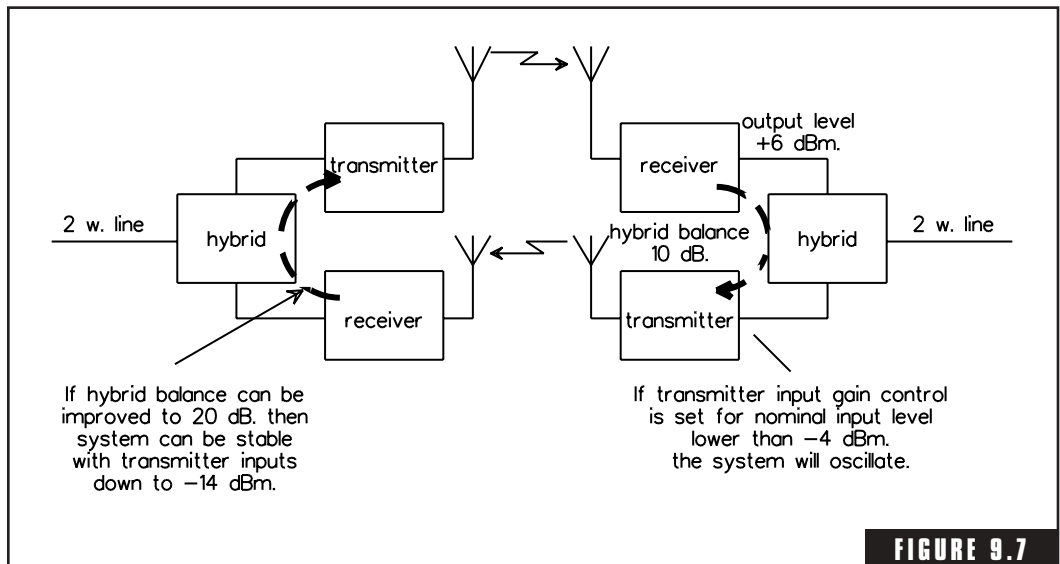 output level
+6 dBm.
transmitter
receiver
2 w. line
hybrid
hybrid balance
10 dB.
hybrid
2 w. line
receiver
transmitter
If hybrid balance can be
improved to 20 dB. then
system can be stable
with transmitter inputs
down to −14 dBm.
If transmitter input gain control
is set for nominal input level
lower than −4 dBm.
the system will oscillate.
FIGURE 9.7